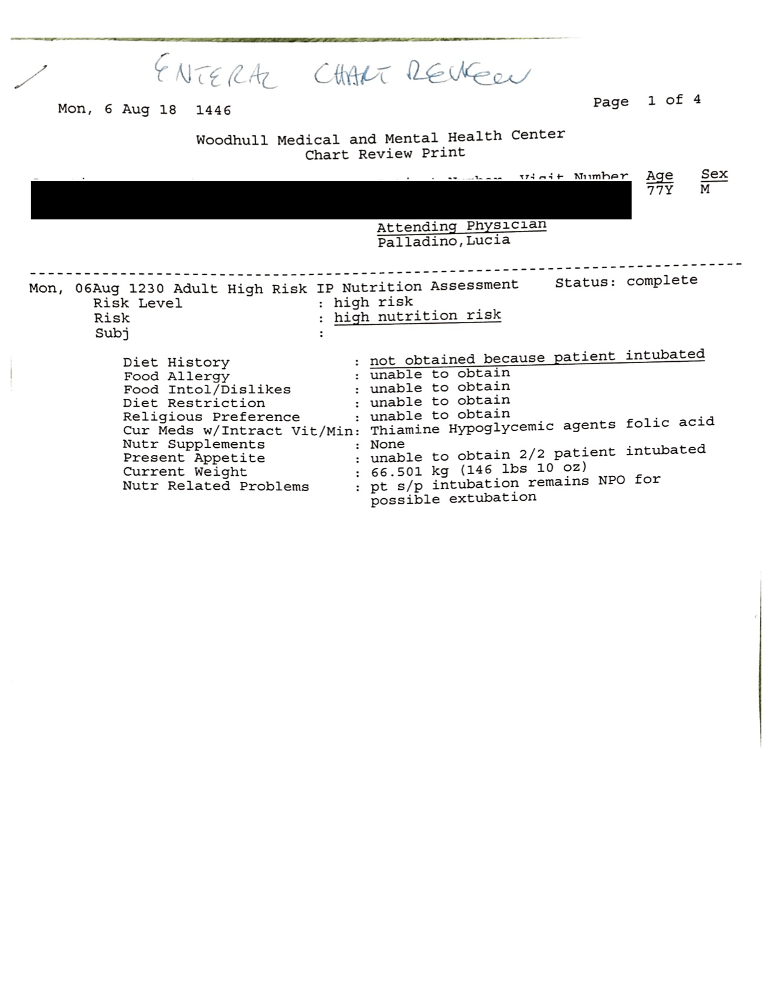 ENTERAL CHART REVIEW
Mon, 6 Aug 18 1446
Page 1 of 4
Woodhull Medical and Mental Health Center
Chart Review Print
Visit Number Age Sex
77Y M
Attending Physician
Palladino,Lucia
--------------------------------------------------------------------------------
Mon, 06Aug 1230 Adult High Risk IP Nutrition Assessment Status: complete
Risk Level : high risk
Risk : high nutrition risk
Subj :
Diet History : not obtained because patient intubated
Food Allergy : unable to obtain
Food Intol/Dislikes : unable to obtain
Diet Restriction : unable to obtain
Religious Preference : unable to obtain
Cur Meds w/Intract Vit/Min: Thiamine Hypoglycemic agents folic acid
Nutr Supplements : None
Present Appetite : unable to obtain 2/2 patient intubated
Current Weight : 66.501 kg (146 lbs 10 oz)
Nutr Related Problems : pt s/p intubation remains NPO for
possible extubation